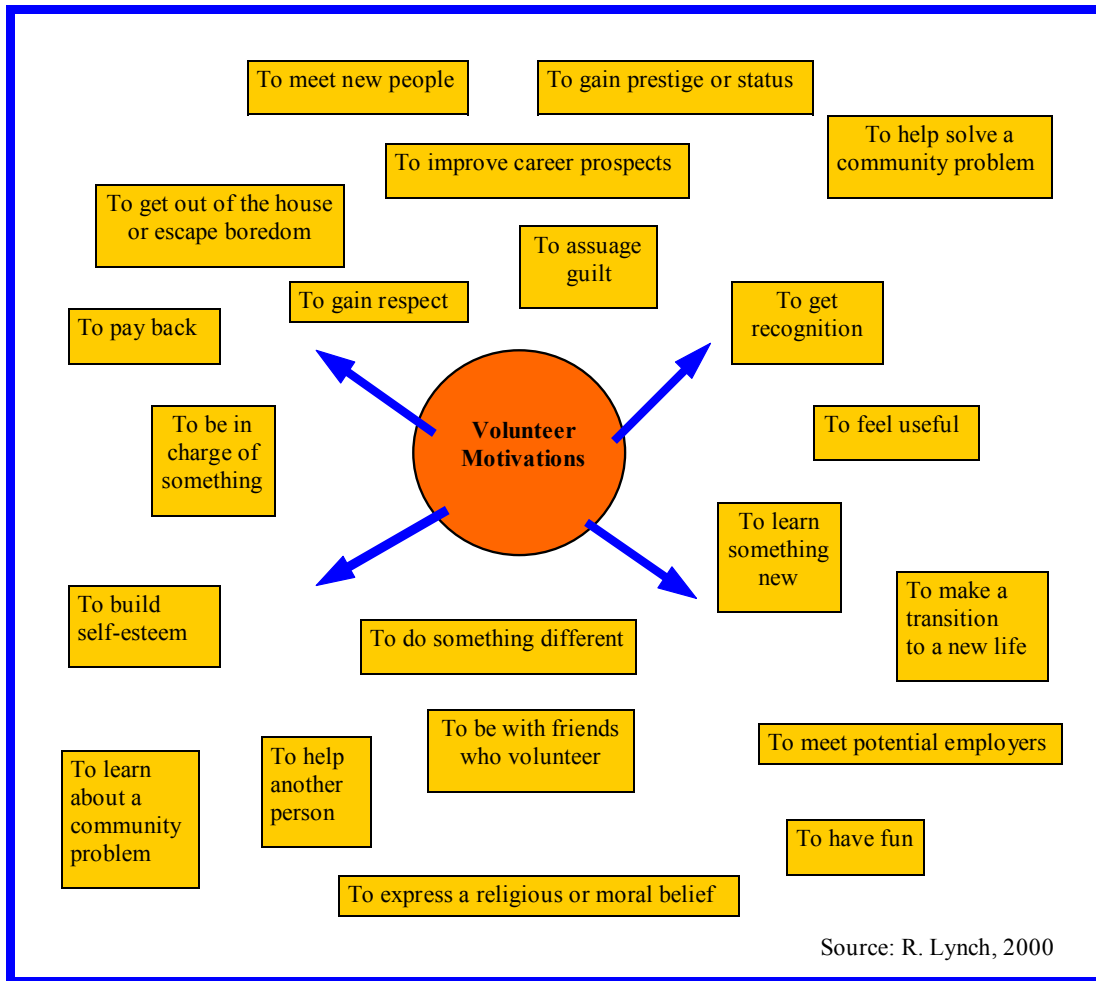 To meet new people
To gain prestige or status
To help solve a
community problem
To improve career prospects
To get out of the house
or escape boredom
To assuage
guilt
To gain respect
To get
recognition
To pay back
To be in
charge of
something
Volunteer
Motivations
To feel useful
To learn
something
new
To build
self-esteem
To do something different
To make a
transition
to a new life
To be with friends
who volunteer
To meet potential employers
To learn
about a
community
problem
To help
another
person
To have fun
To express a religious or moral belief
Source: R. Lynch, 2000